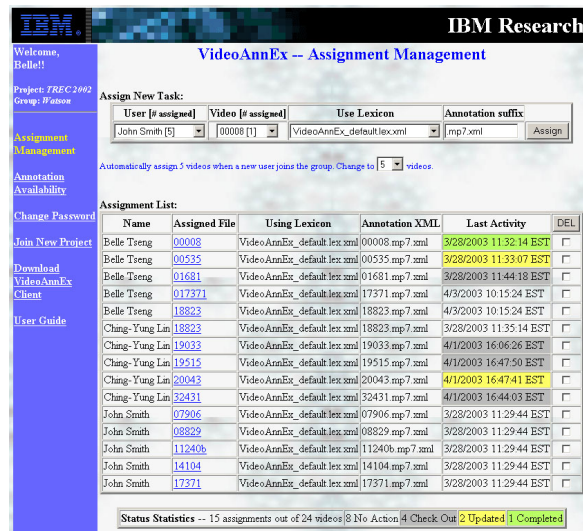 IBM.
IBM Research
Welcome,
Belle!!
Project: TREC 2002
Group: Watson
Assignment
Management
Annotation
Availability
Change Password
Join New Project
Download
VideoAnnEx
Client
User Guide
VideoAnnEx -- Assignment Management
Assign New Task:
User [# assigned] Video [# assigned] Use Lexicon Annotation suffix
John Smith [5] 00008 [1] VideoAnnEx_default.lex.xml .mp7.xml Assign
Automatically assign 5 videos when a new user joins the group. Change to 5 videos.
Assignment List:
Name Assigned File Using Lexicon Annotation XML Last Activity DEL
Belle Tseng 00008 VideoAnnEx_default.lex.xml 00008.mp7.xml 3/28/2003 11:32:14 EST
Belle Tseng 00535 VideoAnnEx_default.lex.xml 00535.mp7.xml 3/28/2003 11:33:07 EST
Belle Tseng 01681 VideoAnnEx_default.lex.xml 01681.mp7.xml 3/28/2003 11:44:18 EST
Belle Tseng 017371 VideoAnnEx_default.lex.xml 17371.mp7.xml 4/3/2003 10:15:24 EST
Belle Tseng 18823 VideoAnnEx_default.lex.xml 18823.mp7.xml 4/3/2003 10:15:24 EST
Ching-Yung Lin 18823 VideoAnnEx_default.lex.xml 18823.mp7.xml 3/28/2003 11:35:14 EST
Ching-Yung Lin 19033 VideoAnnEx_default.lex.xml 19033.mp7.xml 4/1/2003 16:06:26 EST
Ching-Yung Lin 19515 VideoAnnEx_default.lex.xml 19515.mp7.xml 4/1/2003 16:47:50 EST
Ching-Yung Lin 20043 VideoAnnEx_default.lex.xml 20043.mp7.xml 4/1/2003 16:47:41 EST
Ching-Yung Lin 32431 VideoAnnEx_default.lex.xml 32431.mp7.xml 4/1/2003 16:44:03 EST
John Smith 07906 VideoAnnEx_default.lex.xml 07906.mp7.xml 3/28/2003 11:29:44 EST
John Smith 08829 VideoAnnEx_default.lex.xml 08829.mp7.xml 3/28/2003 11:29:44 EST
John Smith 11240b VideoAnnEx_default.lex.xml 11240b.mp7.xml 3/28/2003 11:29:44 EST
John Smith 14104 VideoAnnEx_default.lex.xml 14104.mp7.xml 3/28/2003 11:29:44 EST
John Smith 17371 VideoAnnEx_default.lex.xml 17371.mp7.xml 3/28/2003 11:29:44 EST
Status Statistics -- 15 assignments out of 24 videos 8 No Action 4 Check Out 2 Updated 1 Completed